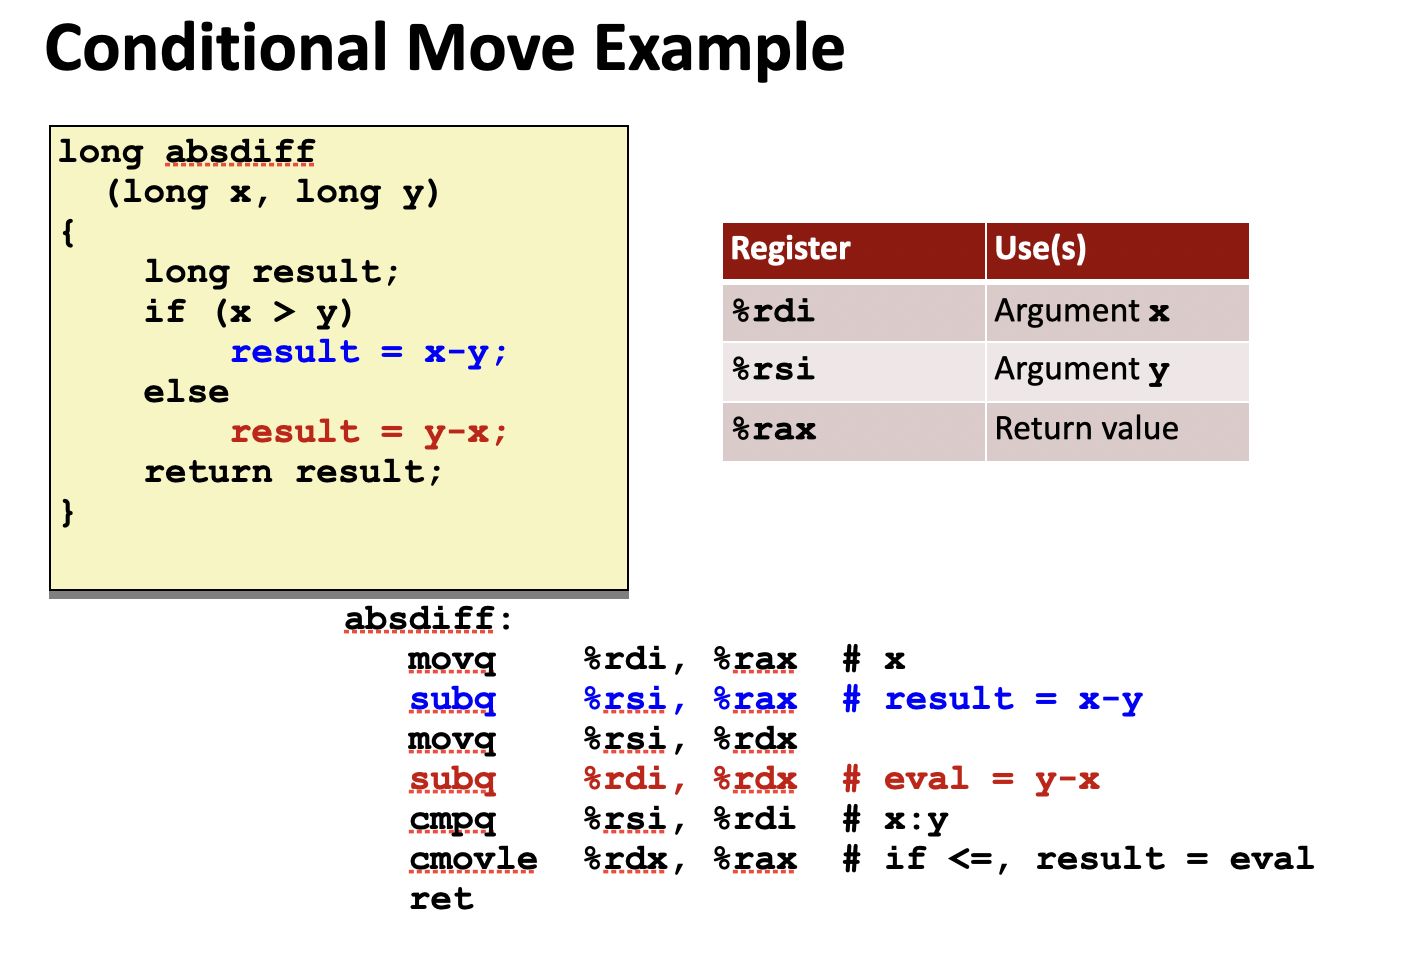 Conditional Move Example
long absdiff
(long x, long y)
{
long result;
if (x > y)
result = x-y;
else
result = y-x;
return result;
}
Register Use(s)
%rdi Argument x
%rsi Argument y
%rax Return value
absdiff:
movq %rdi, %rax # x
subq %rsi, %rax # result = x-y
movq %rsi, %rdx
subq %rdi, %rdx # eval = y-x
cmpq %rsi, %rdi # x:y
cmovle %rdx, %rax # if <=, result = eval
ret